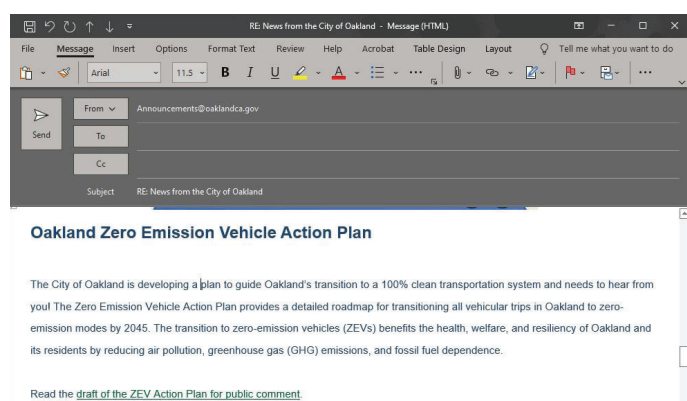 RE: News from the City of Oakland - Message (HTML)
File Message Insert Options Format Text Review Help Acrobat Table Design Layout Tell me what you want to do
Arial 11.5 B I U A
Send
From Announcements@oaklandca.gov
To
Cc
Subject RE: News from the City of Oakland
Oakland Zero Emission Vehicle Action Plan
The City of Oakland is developing a plan to guide Oakland's transition to a 100% clean transportation system and needs to hear from
you! The Zero Emission Vehicle Action Plan provides a detailed roadmap for transitioning all vehicular trips in Oakland to zero-
emission modes by 2045. The transition to zero-emission vehicles (ZEVs) benefits the health, welfare, and resiliency of Oakland and
its residents by reducing air pollution, greenhouse gas (GHG) emissions, and fossil fuel dependence.
Read the draft of the ZEV Action Plan for public comment.